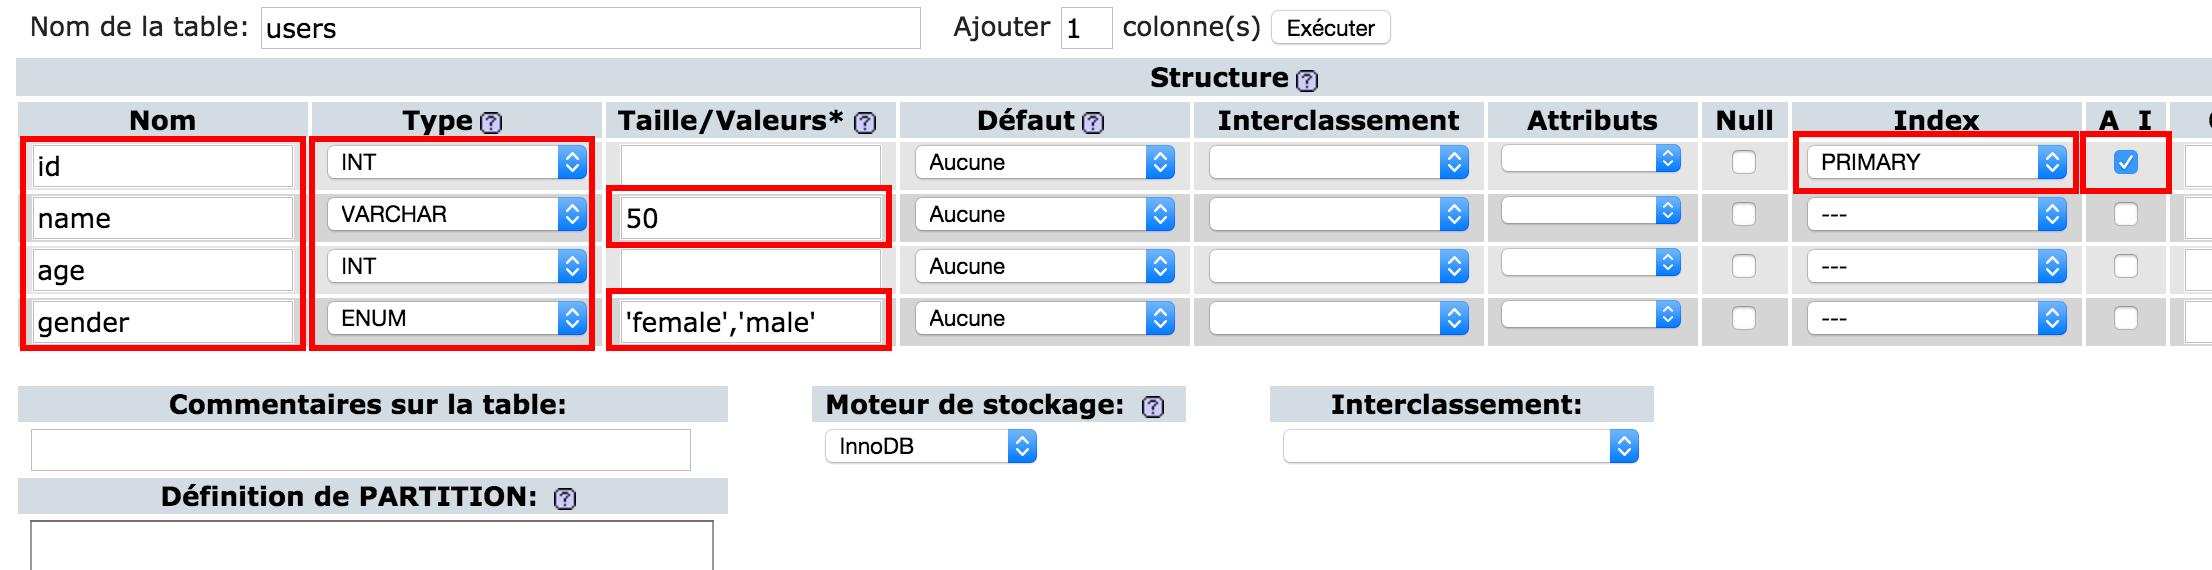 Nom de la table: users Ajouter 1 colonne(s) Exécuter
Structure
Nom Type Taille/Valeurs* Défaut Interclassement Attributs Null Index A I
id INT Aucune PRIMARY
name VARCHAR 50 Aucune ---
age INT Aucune ---
gender ENUM 'female','male' Aucune ---
Commentaires sur la table: Moteur de stockage: Interclassement:
InnoDB
Définition de PARTITION: